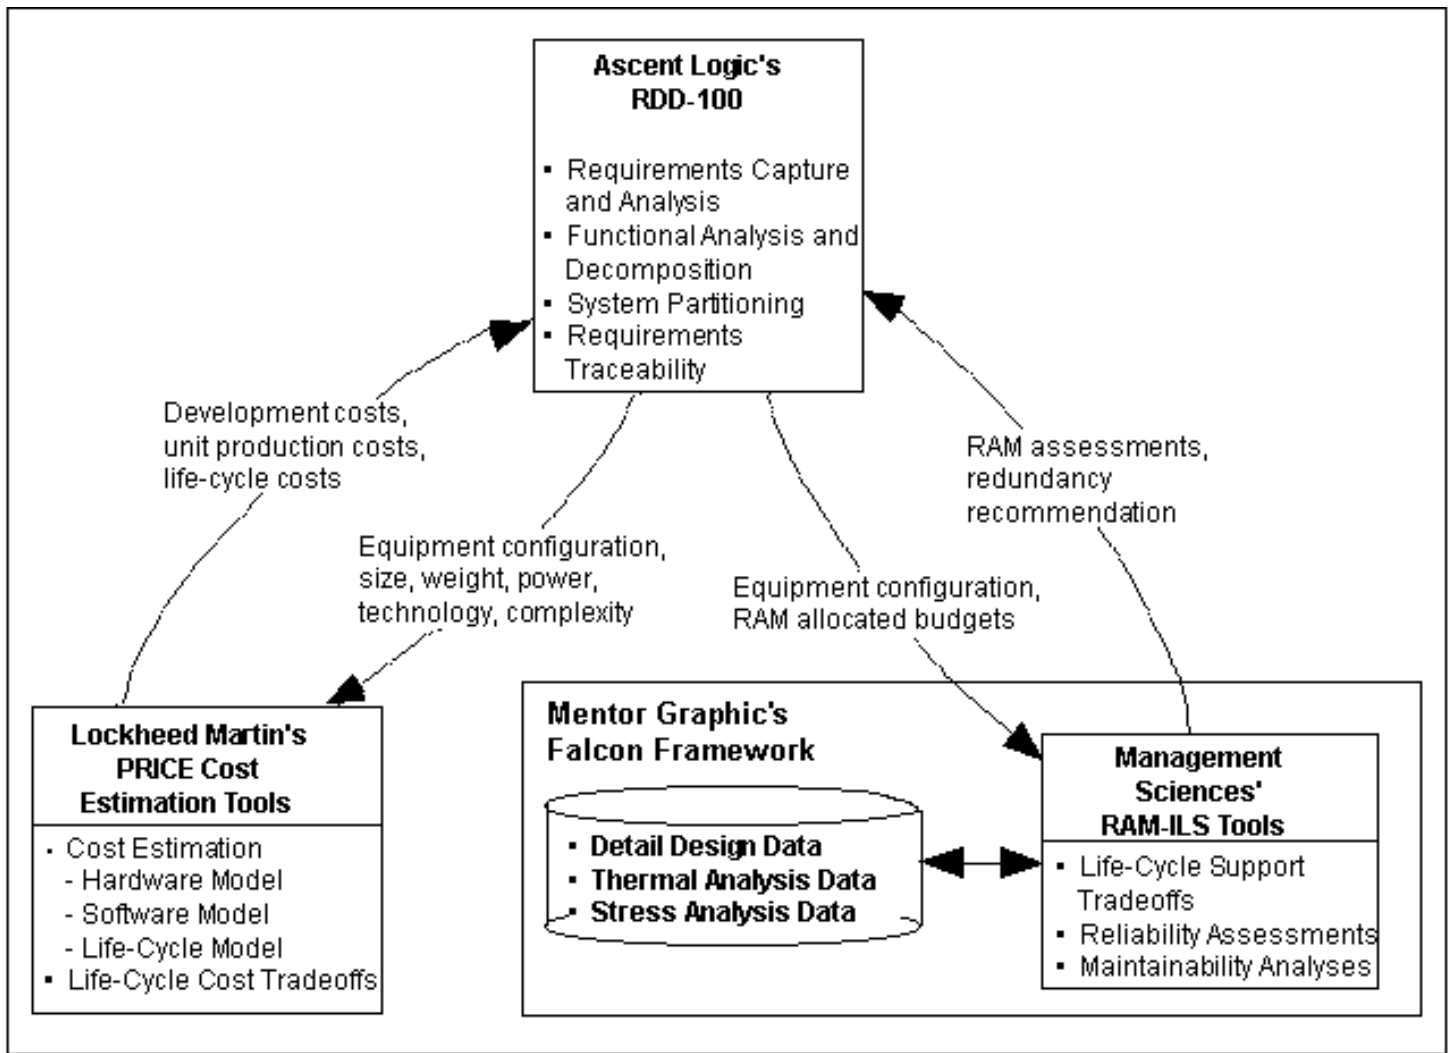 Ascent Logic's
RDD-100
▪ Requirements Capture
and Analysis
▪ Functional Analysis and
Decomposition
▪ System Partitioning
▪ Requirements
Traceability
Development costs,
unit production costs,
life-cycle costs
Equipment configuration,
size, weight, power,
technology, complexity
RAM assessments,
redundancy
recommendation
Equipment configuration,
RAM allocated budgets
Lockheed Martin's
PRICE Cost
Estimation Tools
▪ Cost Estimation
- Hardware Model
- Software Model
- Life-Cycle Model
▪ Life-Cycle Cost Tradeoffs
Mentor Graphic's
Falcon Framework
▪ Detail Design Data
▪ Thermal Analysis Data
▪ Stress Analysis Data
Management
Sciences'
RAM-ILS Tools
▪ Life-Cycle Support
Tradeoffs
▪ Reliability Assessments
▪ Maintainability Analyses